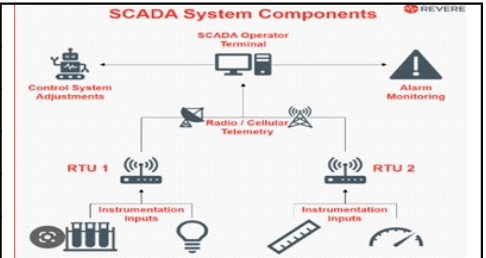 SCADA System Components
REVERE
SCADA Operator
Terminal
Control System
Adjustments
Alarm
Monitoring
Radio / Cellular
Telemetry
RTU 1
RTU 2
Instrumentation
Inputs
Instrumentation
Inputs